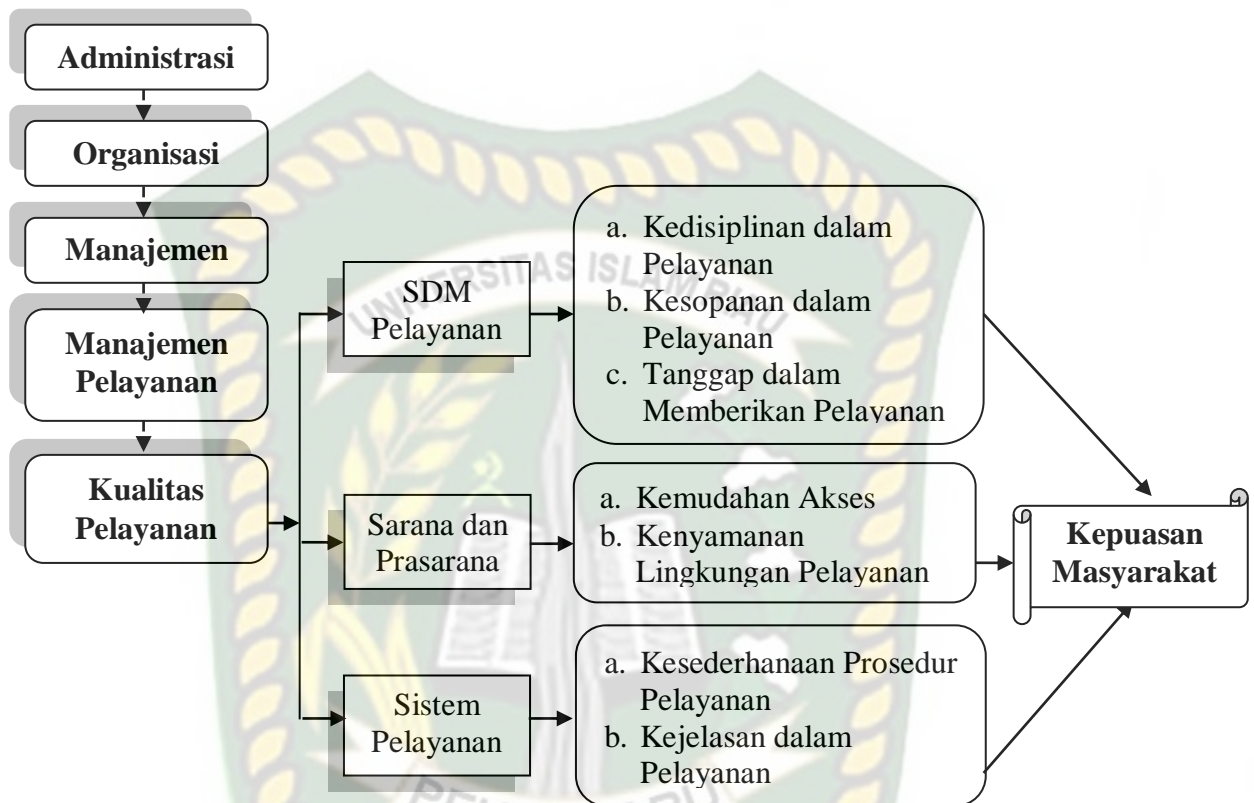 Administrasi
Organisasi
Manajemen
Manajemen
Pelayanan
Kualitas
Pelayanan
SDM
Pelayanan
Sarana dan
Prasarana
Sistem
Pelayanan
a. Kedisiplinan dalam
Pelayanan
b. Kesopanan dalam
Pelayanan
c. Tanggap dalam
Memberikan Pelayanan
a. Kemudahan Akses
b. Kenyamanan
Lingkungan Pelayanan
a. Kesederhanaan Prosedur
Pelayanan
b. Kejelasan dalam
Pelayanan
Kepuasan
Masyarakat
UNIVERSITAS ISLAM RIAU